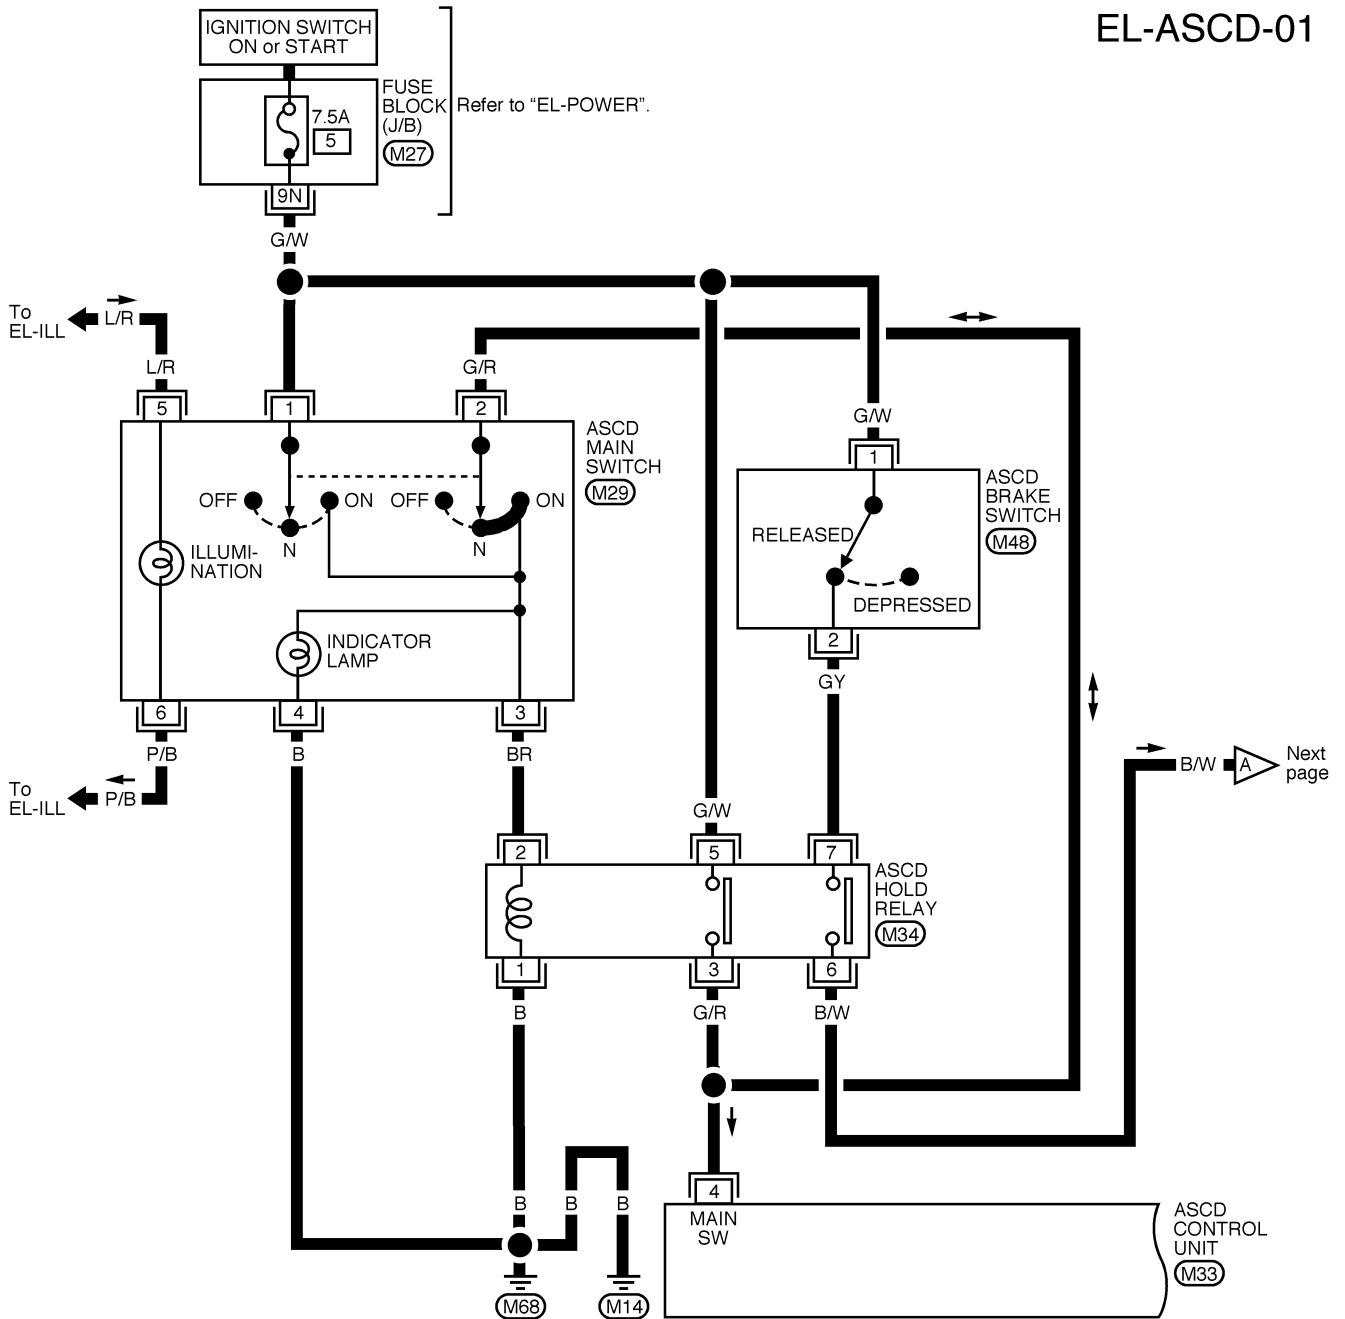 EL-ASCD-01
IGNITION SWITCH
ON or START
FUSE
BLOCK
(J/B)
M27
Refer to “EL-POWER”.
7.5A
5
9N
G/W
To
EL-ILL
L/R
L/R
G/R
G/W
5
1
2
1
ASCD
MAIN
SWITCH
M29
OFF
ON
OFF
ON
N
N
ILLUMI-
NATION
INDICATOR
LAMP
ASCD
BRAKE
SWITCH
M48
RELEASED
DEPRESSED
2
GY
6
4
3
P/B
B
BR
To
EL-ILL
P/B
B/W
A
Next
page
G/W
2
5
7
ASCD
HOLD
RELAY
M34
1
3
6
B
G/R
B/W
4
MAIN
SW
B
B
B
ASCD
CONTROL
UNIT
M33
M68
M14